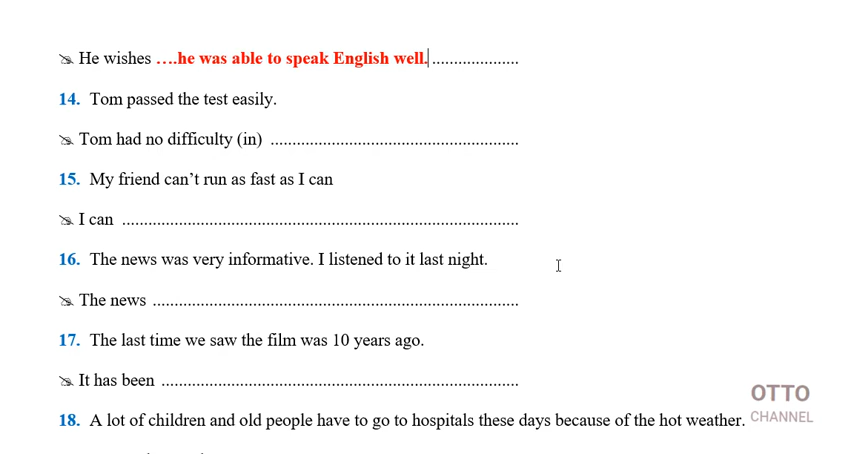 He wishes ….he was able to speak English well.....................
14. Tom passed the test easily.
Tom had no difficulty (in) .........................................................
15. My friend can’t run as fast as I can
I can ...........................................................................................
16. The news was very informative. I listened to it last night.
The news ....................................................................................
17. The last time we saw the film was 10 years ago.
It has been ..................................................................................
18. A lot of children and old people have to go to hospitals these days because of the hot weather.
OTTO
CHANNEL